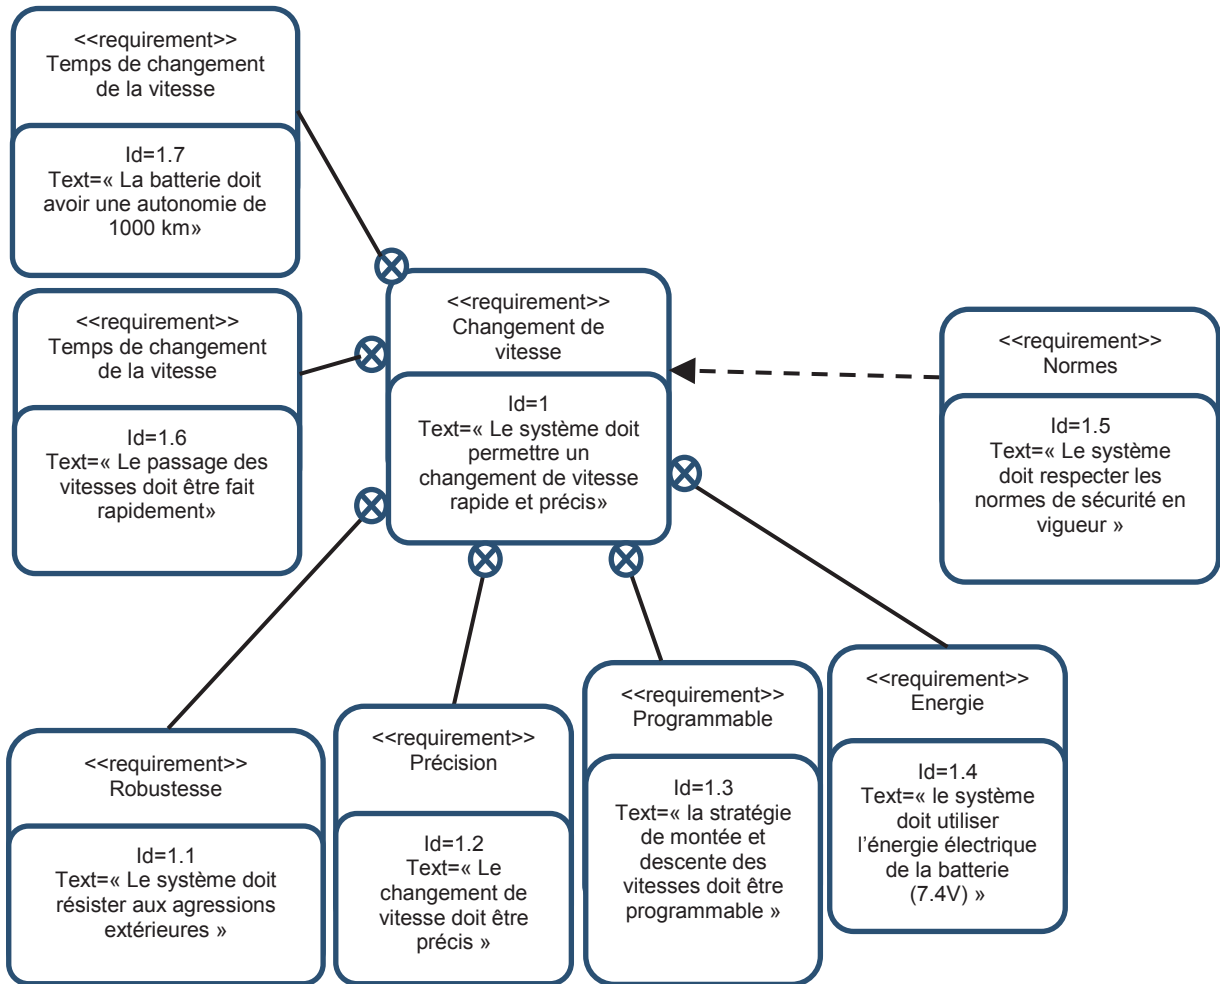 <<requirement>>
Temps de changement
de la vitesse
Id=1.7
Text=« La batterie doit
avoir une autonomie de
1000 km»
<<requirement>>
Temps de changement
de la vitesse
Id=1.6
Text=« Le passage des
vitesses doit être fait
rapidement»
<<requirement>>
Changement de
vitesse
Id=1
Text=« Le système doit
permettre un
changement de vitesse
rapide et précis»
<<requirement>>
Normes
Id=1.5
Text=« Le système
doit respecter les
normes de sécurité en
vigueur »
<<requirement>>
Robustesse
Id=1.1
Text=« Le système doit
résister aux agressions
extérieures »
<<requirement>>
Précision
Id=1.2
Text=« Le
changement de
vitesse doit être
précis »
<<requirement>>
Programmable
Id=1.3
Text=« la stratégie
de montée et
descente des
vitesses doit être
programmable »
<<requirement>>
Energie
Id=1.4
Text=« le système
doit utiliser
l’énergie électrique
de la batterie
(7.4V) »